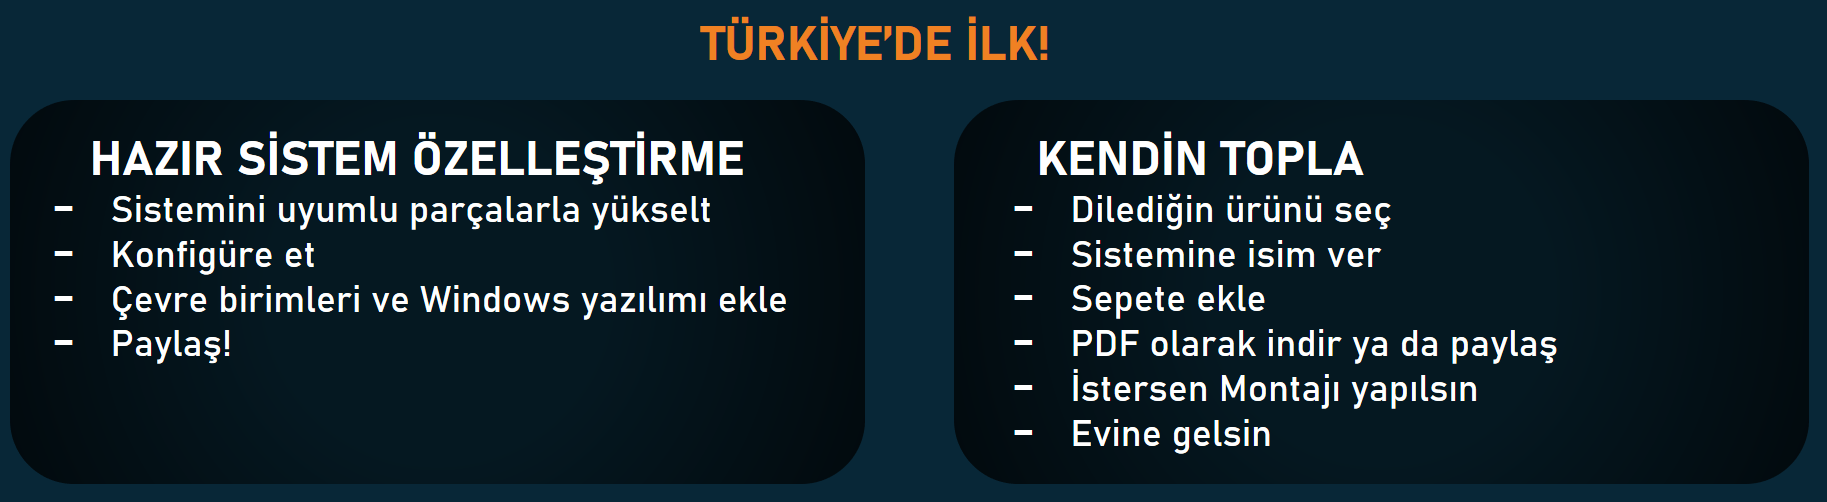 TÜRKİYE’DE İLK!
HAZIR SİSTEM ÖZELLEŞTİRME
- Sistemini uyumlu parçalarla yükselt
- Konfigüre et
- Çevre birimleri ve Windows yazılımı ekle
- Paylaş!
KENDİN TOPLA
- Dilediğin ürünü seç
- Sistemine isim ver
- Sepete ekle
- PDF olarak indir ya da paylaş
- İstersen Montajı yapılsın
- Evine gelsin